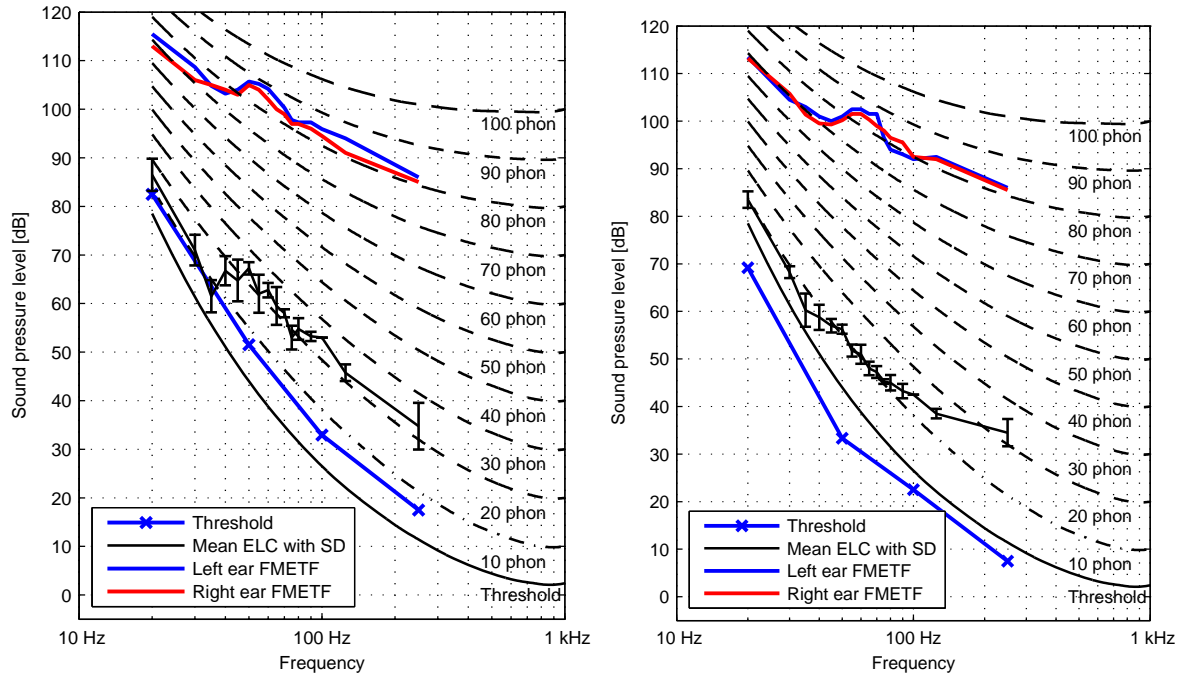 120
110
100
90
80
70
60
50
40
30
20
10
0
Sound pressure level [dB]
100 phon
90 phon
80 phon
70 phon
60 phon
50 phon
40 phon
30 phon
20 phon
10 phon
Threshold
Threshold
Mean ELC with SD
Left ear FMETF
Right ear FMETF
10 Hz
100 Hz
1 kHz
Frequency
120
110
100
90
80
70
60
50
40
30
20
10
0
Sound pressure level [dB]
100 phon
90 phon
80 phon
70 phon
60 phon
50 phon
40 phon
30 phon
20 phon
10 phon
Threshold
Threshold
Mean ELC with SD
Left ear FMETF
Right ear FMETF
10 Hz
100 Hz
1 kHz
Frequency